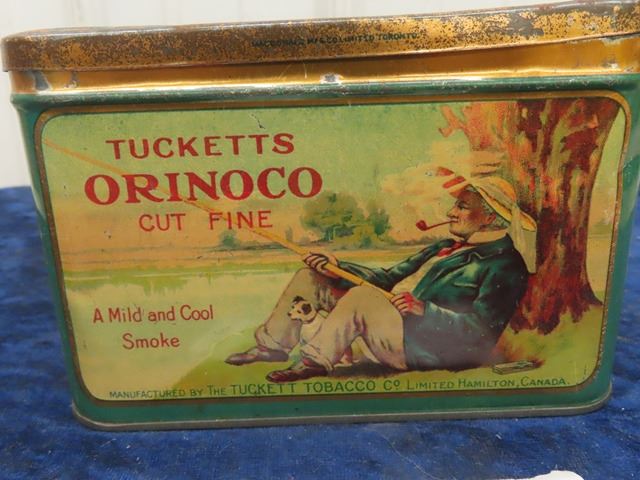 MACDONALD MFG. CO. LIMITED TORONTO.
TUCKETTS
ORINOCO
CUT FINE
A Mild and Cool
Smoke
MANUFACTURED BY THE TUCKETT TOBACCO CO LIMITED HAMILTON, CANADA.